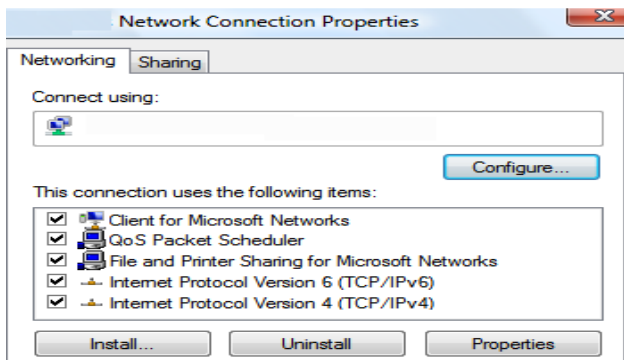 Network Connection Properties
Networking Sharing
Connect using:
Configure...
This connection uses the following items:
Client for Microsoft Networks
QoS Packet Scheduler
File and Printer Sharing for Microsoft Networks
Internet Protocol Version 6 (TCP/IPv6)
Internet Protocol Version 4 (TCP/IPv4)
Install... Uninstall Properties